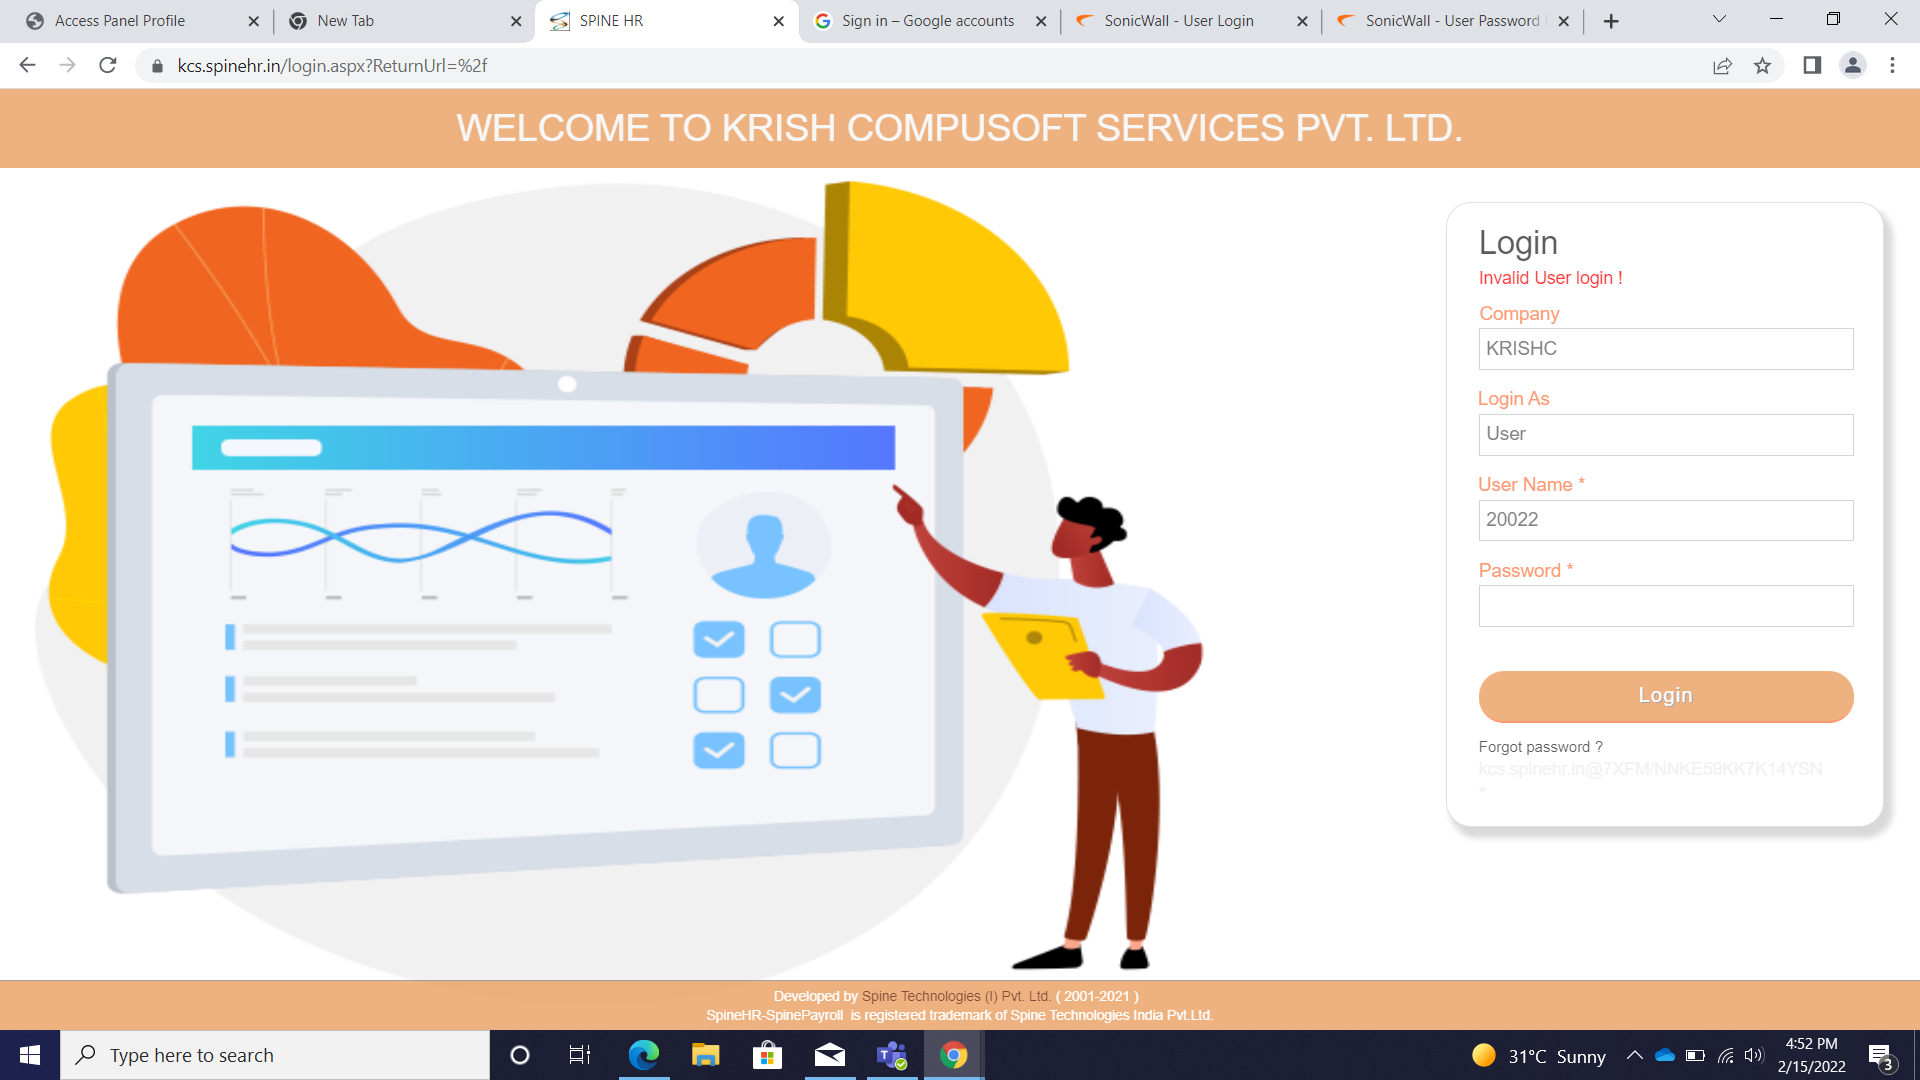 Access Panel Profile
New Tab
SPINE HR
Sign in – Google accounts
SonicWall - User Login
SonicWall - User Password
kcs.spinehr.in/login.aspx?ReturnUrl=%2f
WELCOME TO KRISH COMPUSOFT SERVICES PVT. LTD.
Login
Invalid User login !
Company
KRISHC
Login As
User
User Name *
20022
Password *
Login
Forgot password ?
kcs.spinehr.in@7XFM/NNKE59KK7K14YSN
*
Developed by Spine Technologies (I) Pvt. Ltd. ( 2001-2021 )
SpineHR-SpinePayroll is registered trademark of Spine Technologies India Pvt.Ltd.
Type here to search
31°C Sunny
4:52 PM
2/15/2022
3